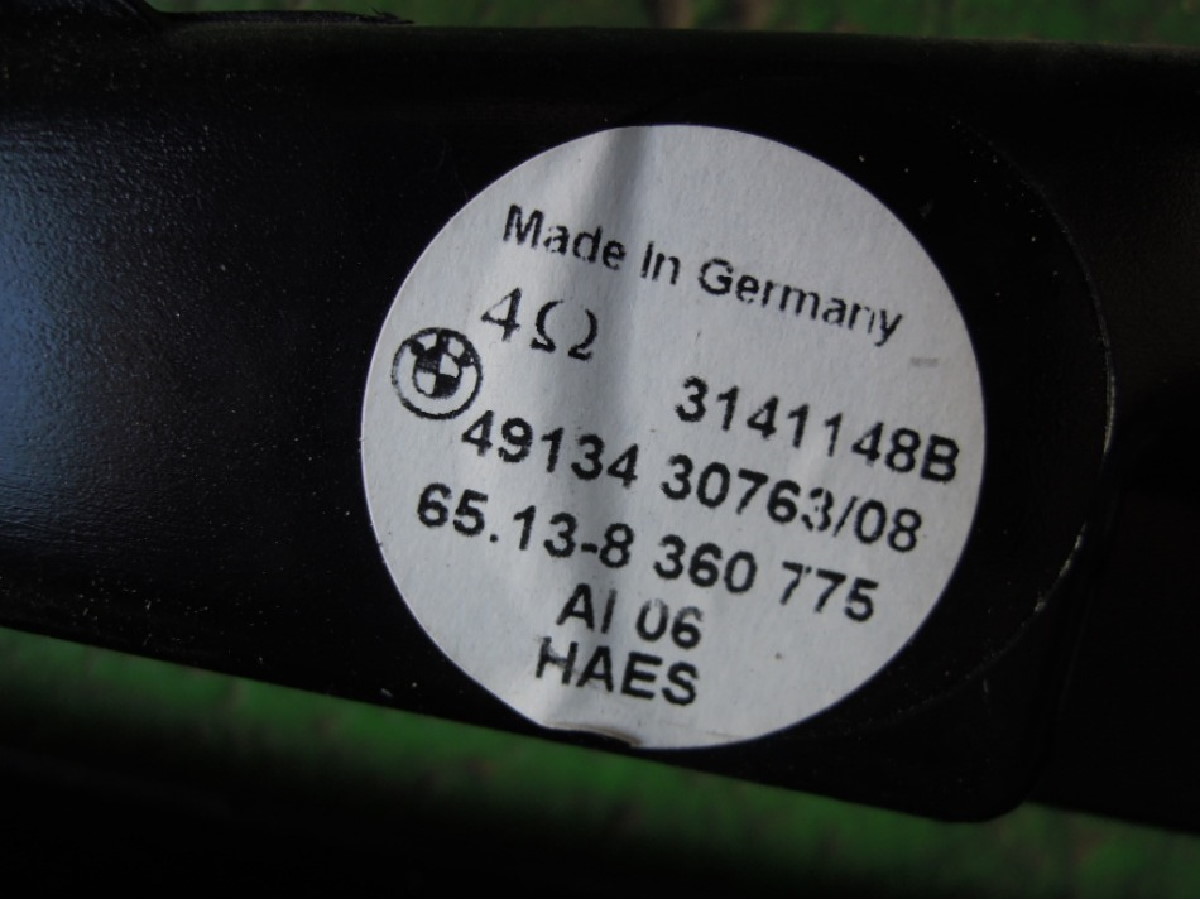 Made In Germany
4Ω
3141148B
49134 30763/08
65.13-8 360 775
AI 06
HAES